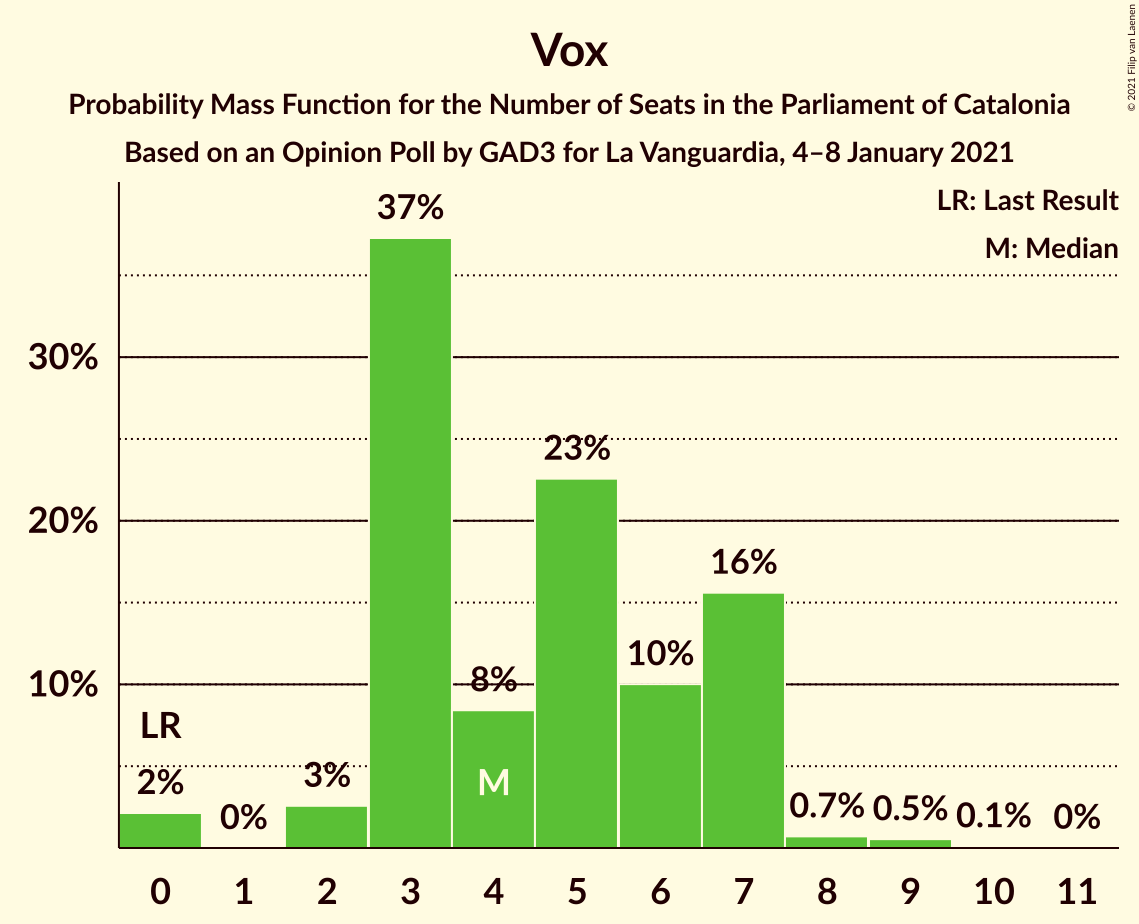 Vox
Probability Mass Function for the Number of Seats in the Parliament of Catalonia
Based on an Opinion Poll by GAD3 for La Vanguardia, 4–8 January 2021
© 2021 Filip van Laenen
LR: Last Result
M: Median
37%
30%
23%
20%
16%
10%
8%
10%
LR
2%
0%
3%
M
0.7%
0.5%
0.1%
0%
0 1 2 3 4 5 6 7 8 9 10 11